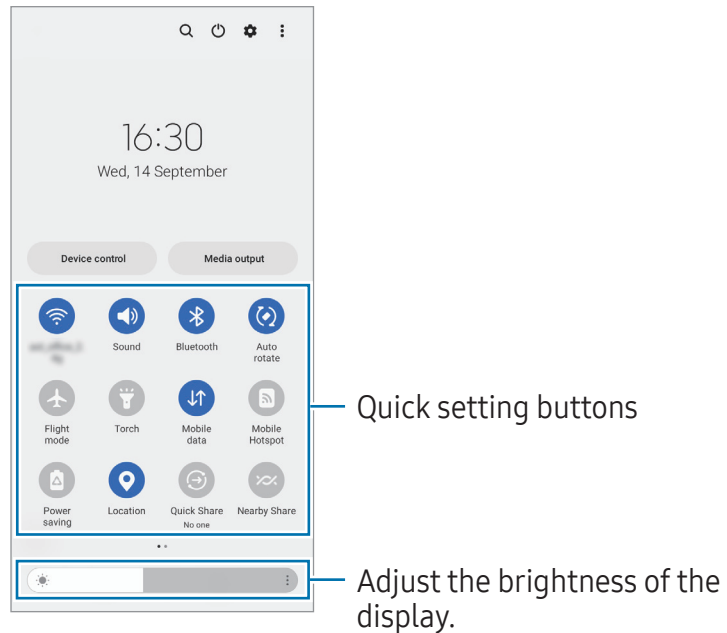 16:30
Wed, 14 September
Device control
Media output
Sound
Bluetooth
Auto
rotate
Flight
mode
Torch
Mobile
data
Mobile
Hotspot
Power
saving
Location
Quick Share
No one
Nearby Share
Quick setting buttons
Adjust the brightness of the
display.